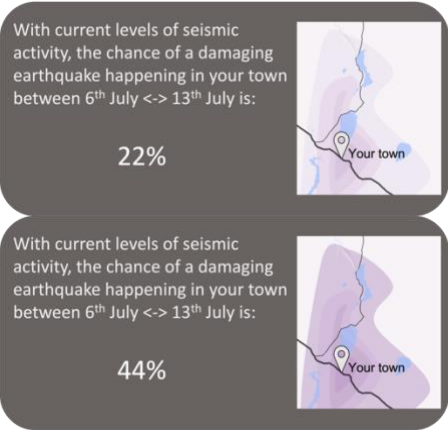 With current levels of seismic
activity, the chance of a damaging
earthquake happening in your town
between 6th July <-> 13th July is:
22%
Your town
With current levels of seismic
activity, the chance of a damaging
earthquake happening in your town
between 6th July <-> 13th July is:
44%
Your town